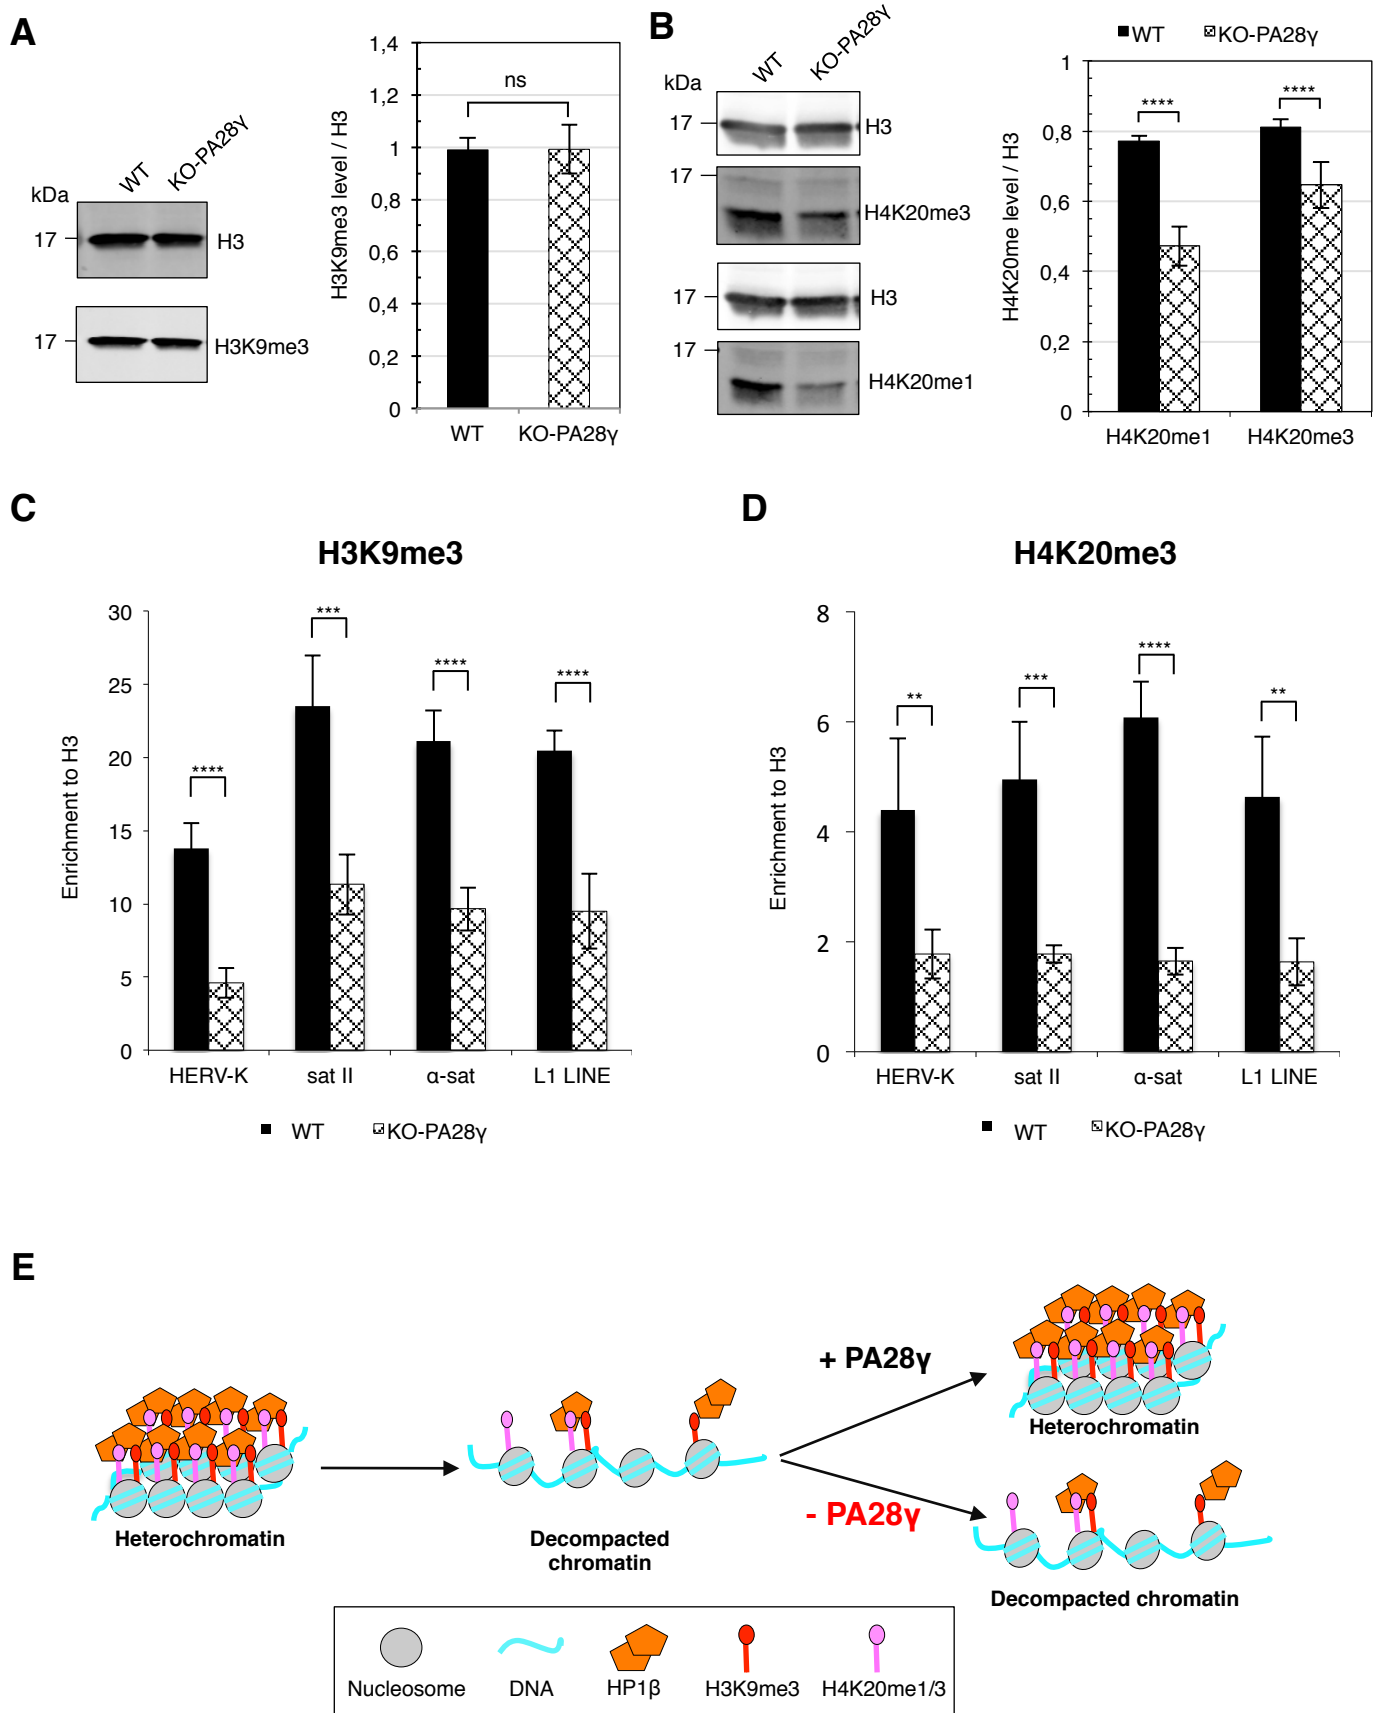 A
kDa
WT
KO-PA28γ
17
H3
17
H3K9me3
H3K9me3 level / H3
1,4
1,2
1
0,8
0,6
0,4
0,2
0
ns
WT
KO-PA28γ
B
kDa
WT
KO-PA28γ
17
H3
17
H4K20me3
17
H3
17
H4K20me1
WT
KO-PA28γ
H4K20me level / H3
1
0,8
0,6
0,4
0,2
0
****
****
H4K20me1
H4K20me3
C
H3K9me3
Enrichment to H3
30
25
20
15
10
5
0
****
***
****
****
HERV-K
sat II
α-sat
L1 LINE
WT
KO-PA28γ
D
H4K20me3
Enrichment to H3
8
6
4
2
0
**
***
****
**
HERV-K
sat II
α-sat
L1 LINE
WT
KO-PA28γ
E
Heterochromatin
Decompacted
chromatin
+ PA28γ
Heterochromatin
- PA28γ
Decompacted chromatin
Nucleosome
DNA
HP1β
H3K9me3
H4K20me1/3